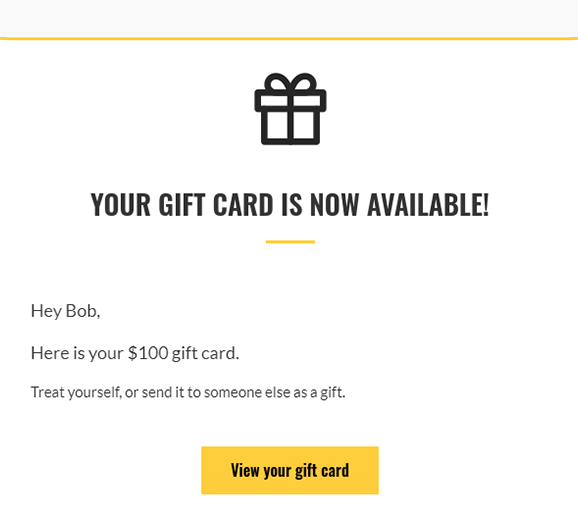 YOUR GIFT CARD IS NOW AVAILABLE!
Hey Bob,
Here is your $100 gift card.
Treat yourself, or send it to someone else as a gift.
View your gift card